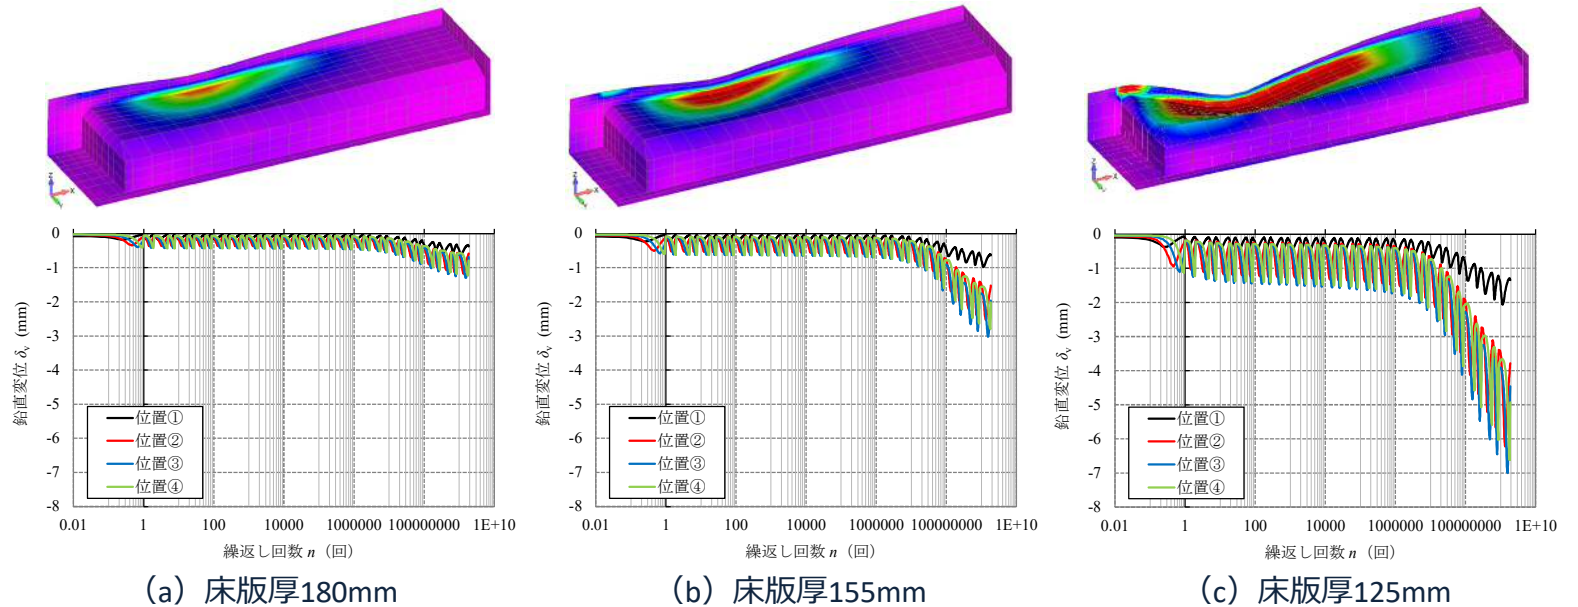 Z
X
Y
Z
X
Y
Z
X
Y
0
-1
-2
-3
-4
-5
-6
-7
-8
鉛直変位 δv (mm)
位置①
位置②
位置③
位置④
0.01 1 100 10000 1000000 100000000 1E+10
繰返し回数 n（回）
（a）床版厚180mm
0
-1
-2
-3
-4
-5
-6
-7
-8
鉛直変位 δv (mm)
位置①
位置②
位置③
位置④
0.01 1 100 10000 1000000 100000000 1E+10
繰返し回数 n（回）
（b）床版厚155mm
0
-1
-2
-3
-4
-5
-6
-7
-8
鉛直変位 δv (mm)
位置①
位置②
位置③
位置④
0.01 1 100 10000 1000000 100000000 1E+10
繰返し回数 n（回）
（c）床版厚125mm